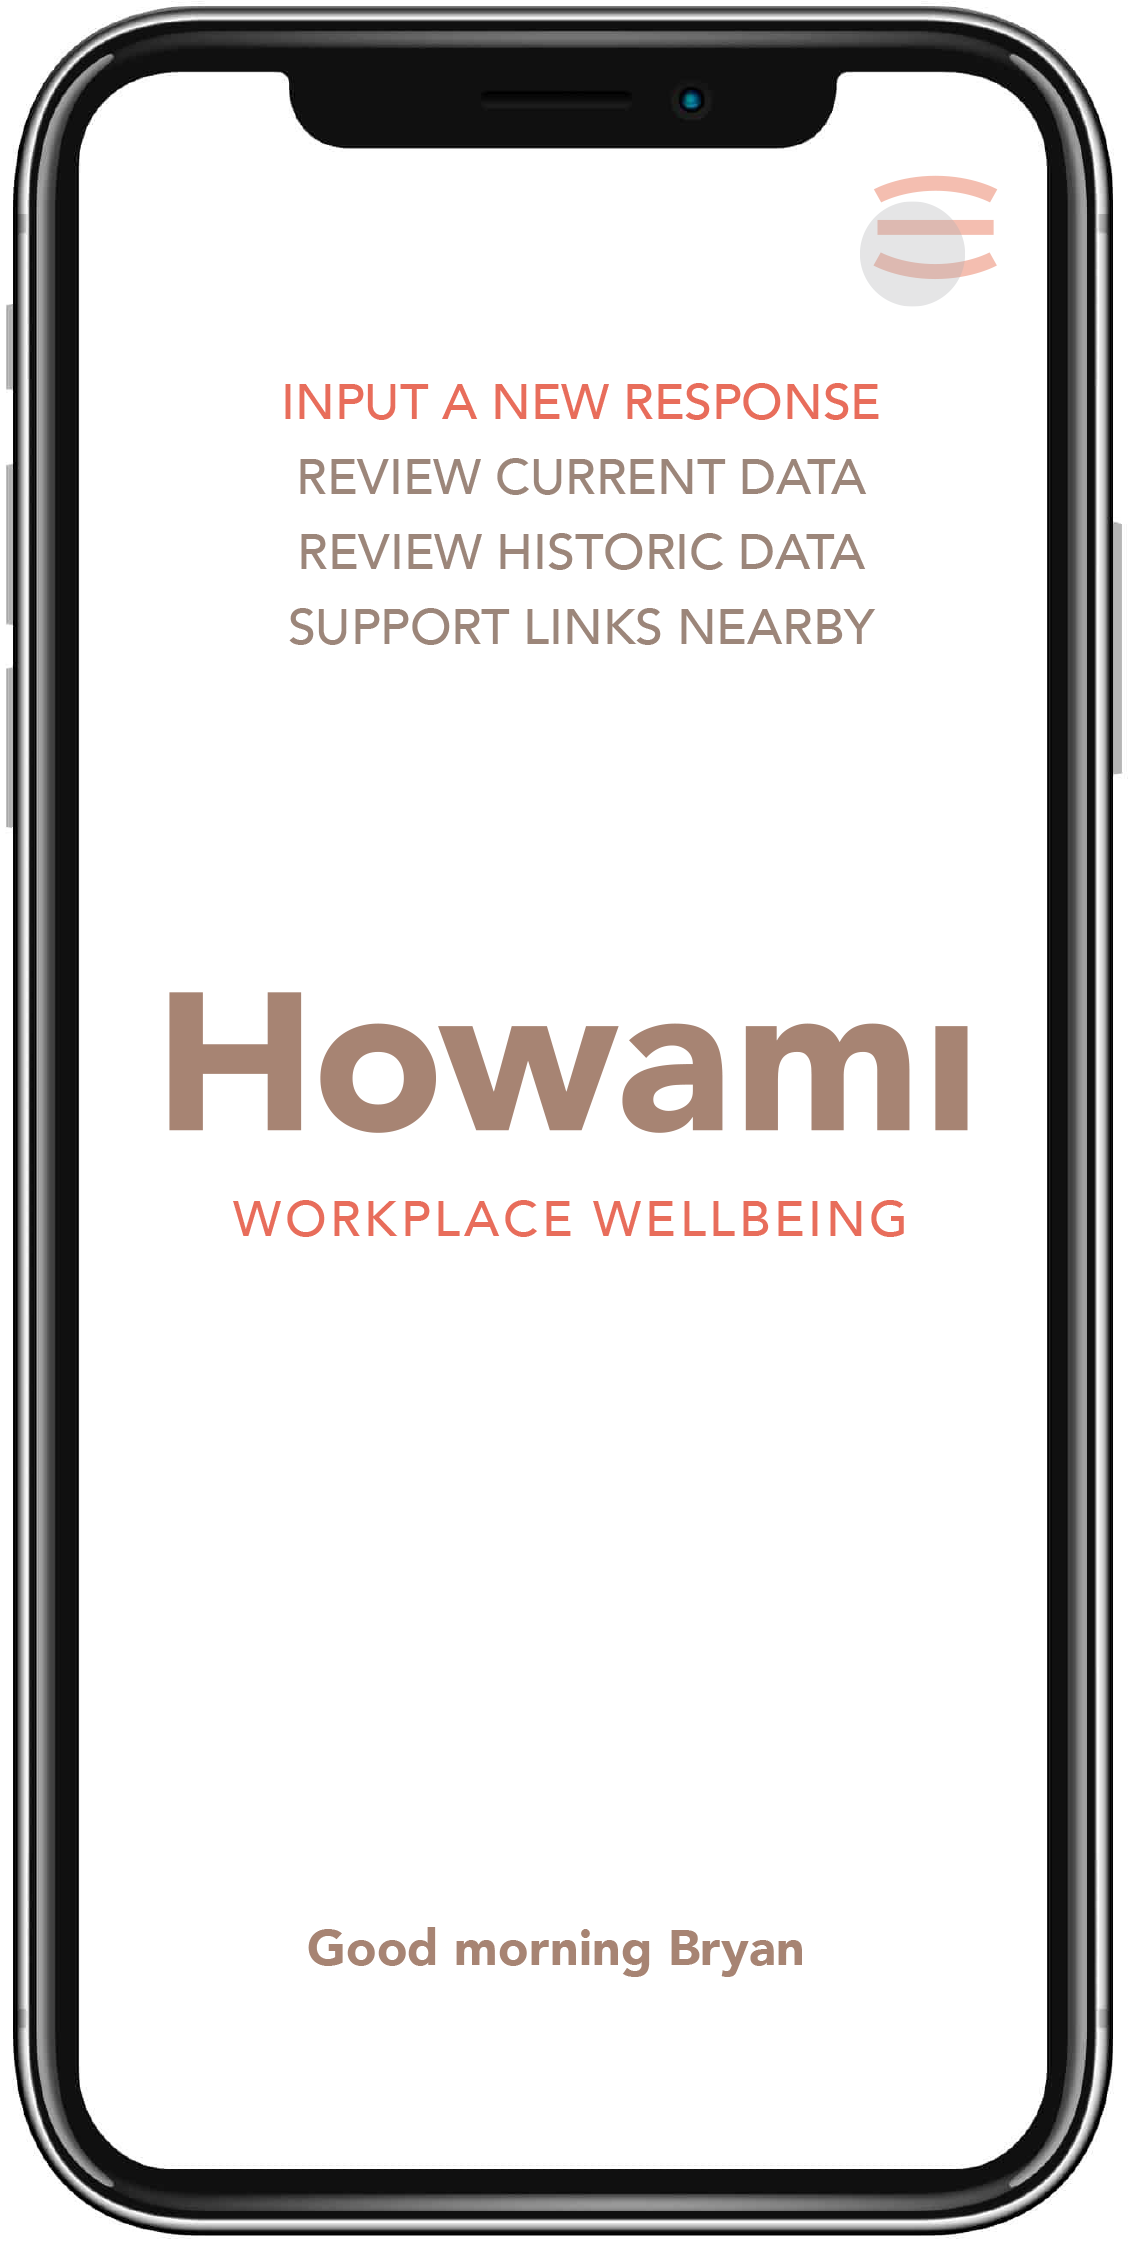 INPUT A NEW RESPONSE
REVIEW CURRENT DATA
REVIEW HISTORIC DATA
SUPPORT LINKS NEARBY
Howamı
WORKPLACE WELLBEING
Good morning Bryan